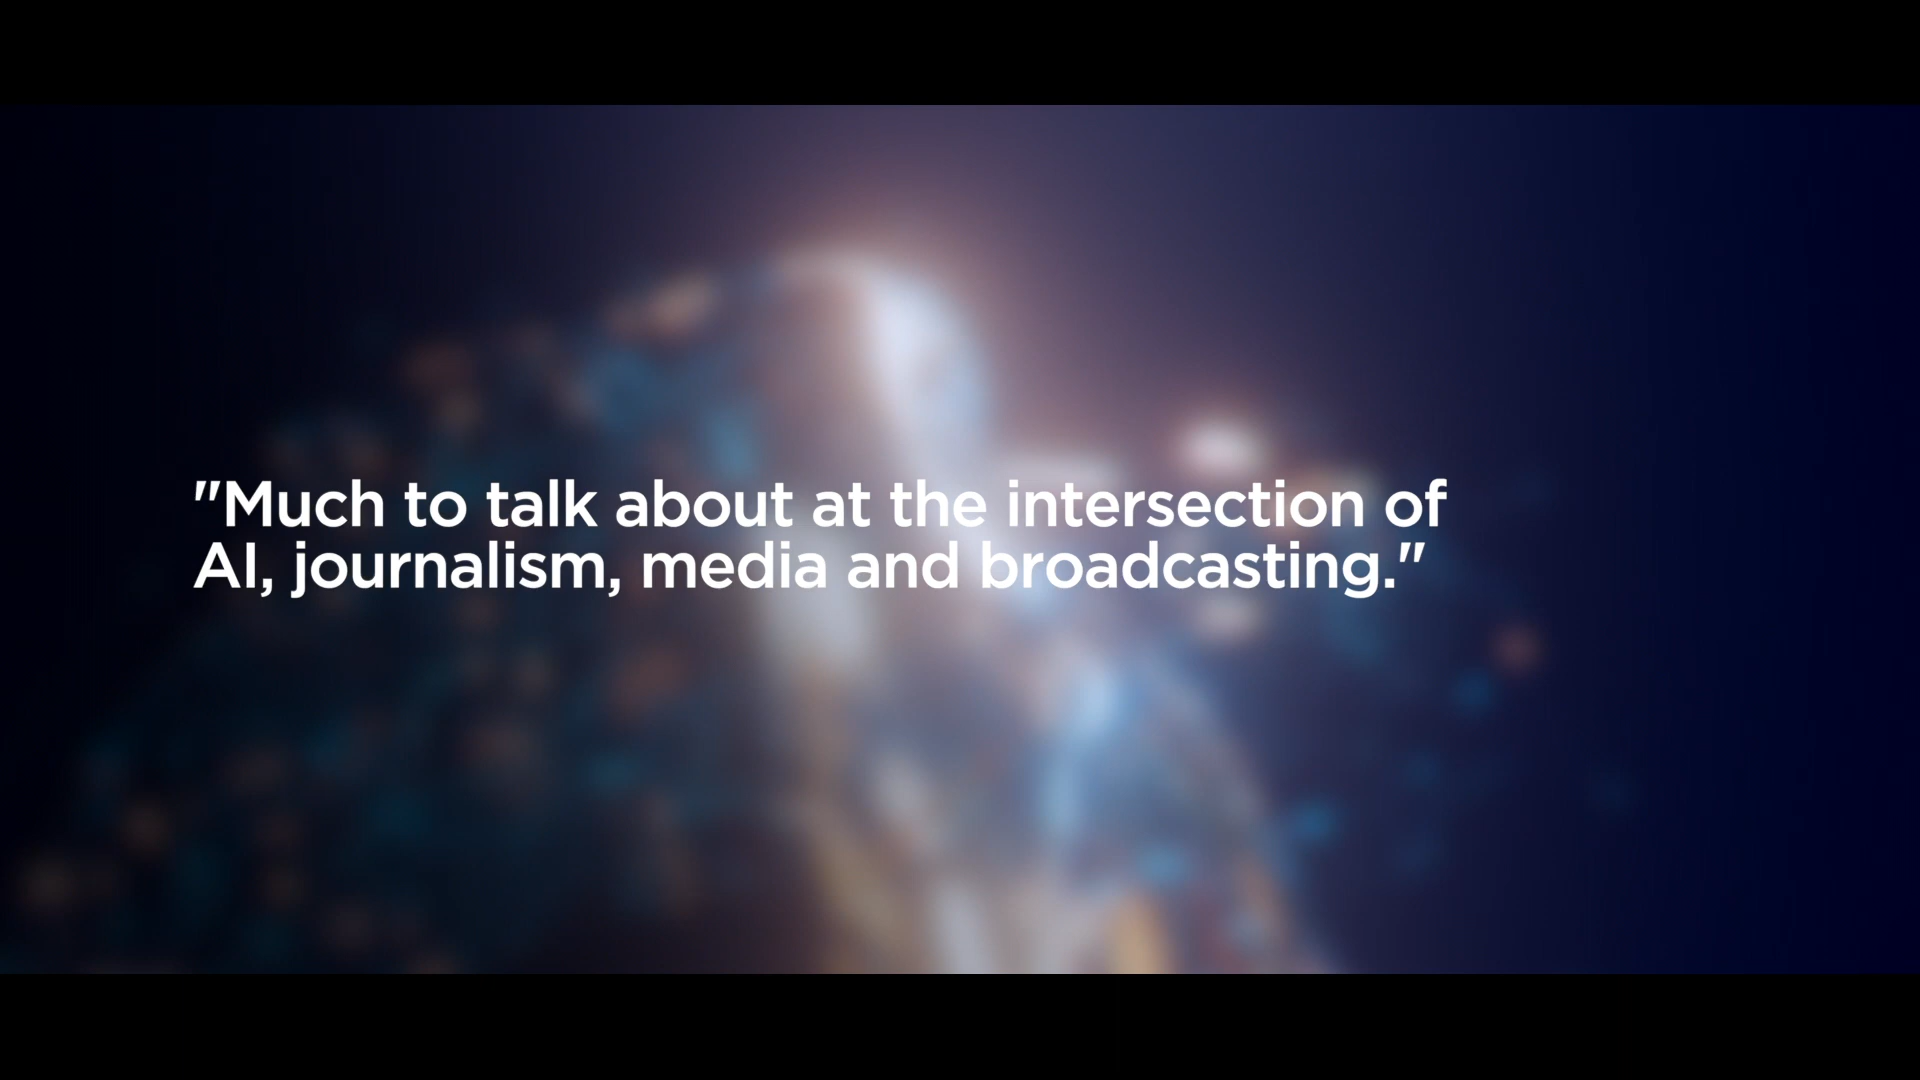 "Much to talk about at the intersection of
AI, journalism, media and broadcasting."